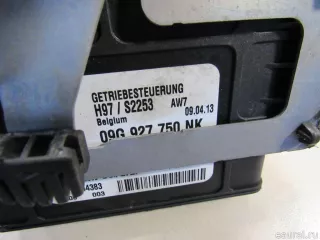 GETRIEBESTEUERUNG
H97 / S2253 AW7
Belgium 09.04.13
09G 927 750 NK
4383
003